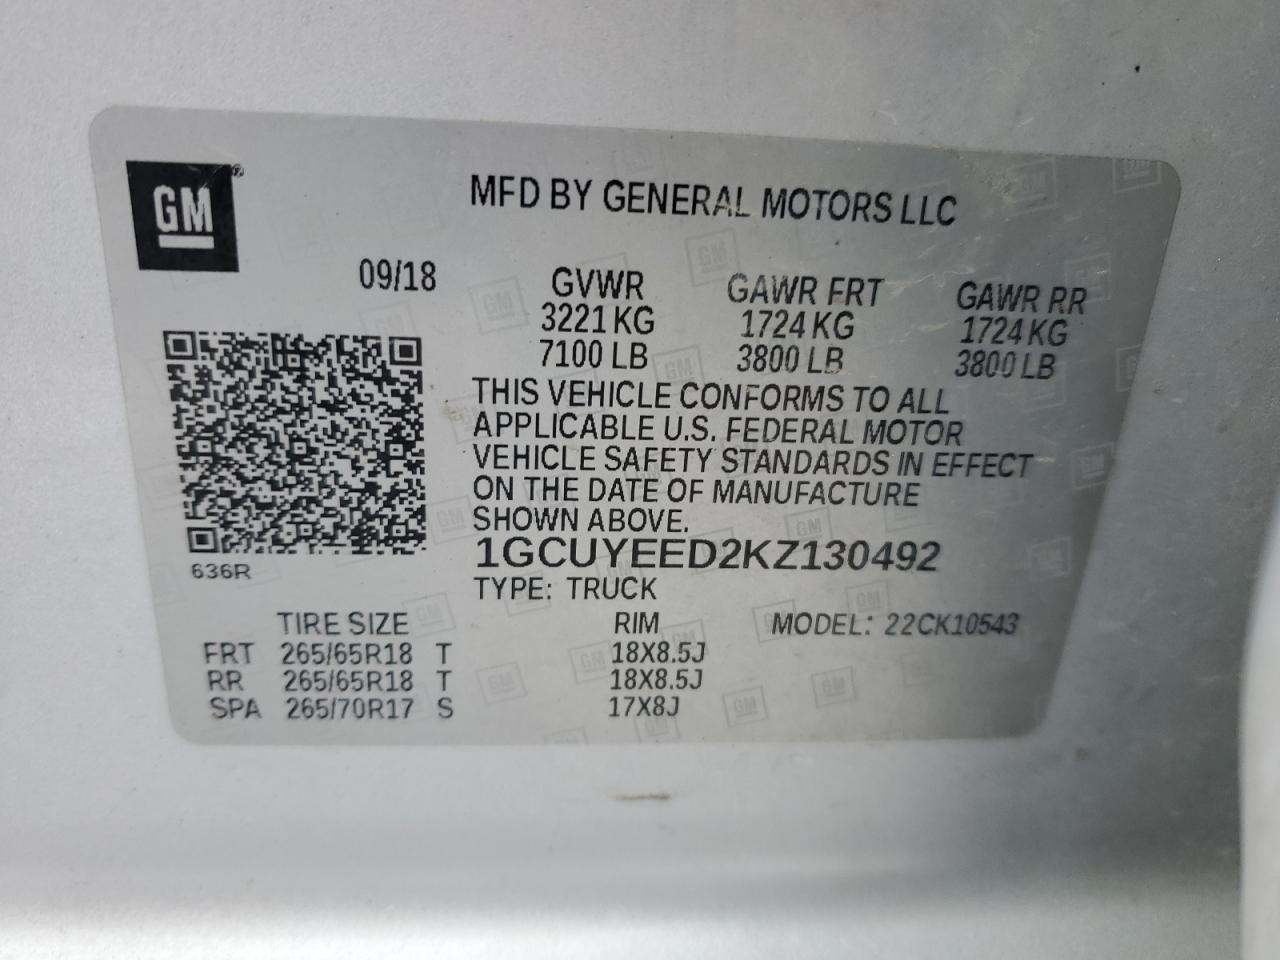 GM
MFD BY GENERAL MOTORS LLC
09/18
GVWR GAWR FRT GAWR RR
3221 KG 1724 KG 1724 KG
7100 LB 3800 LB 3800 LB
THIS VEHICLE CONFORMS TO ALL
APPLICABLE U.S. FEDERAL MOTOR
VEHICLE SAFETY STANDARDS IN EFFECT
ON THE DATE OF MANUFACTURE
SHOWN ABOVE.
636R
1GCUYEED2KZ130492
TYPE: TRUCK
TIRE SIZE RIM MODEL: 22CK10543
FRT 265/65R18 T 18X8.5J
RR 265/65R18 T 18X8.5J
SPA 265/70R17 S 17X8J